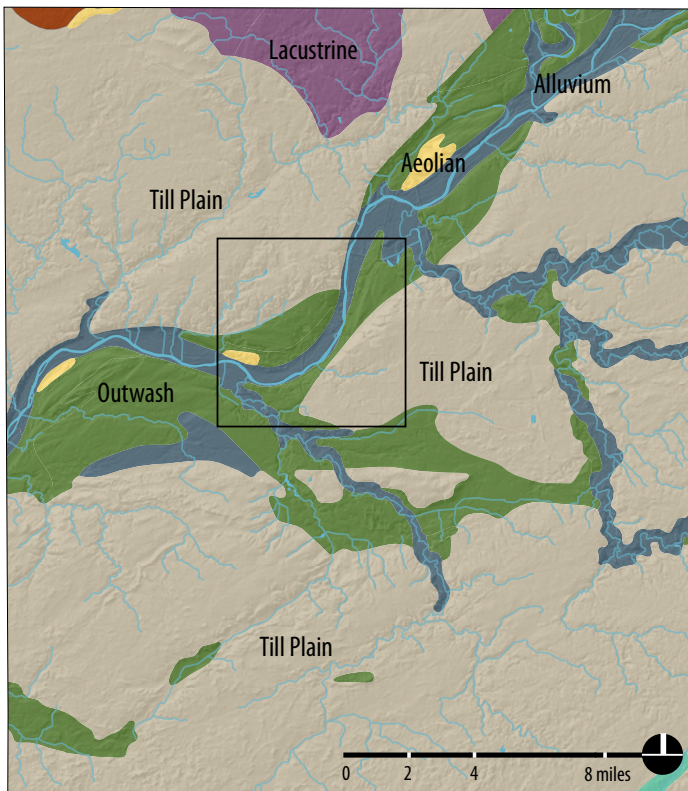 Lacustrine
Alluvium
Aeolian
Till Plain
Till Plain
Outwash
Till Plain
0 2 4 8 miles